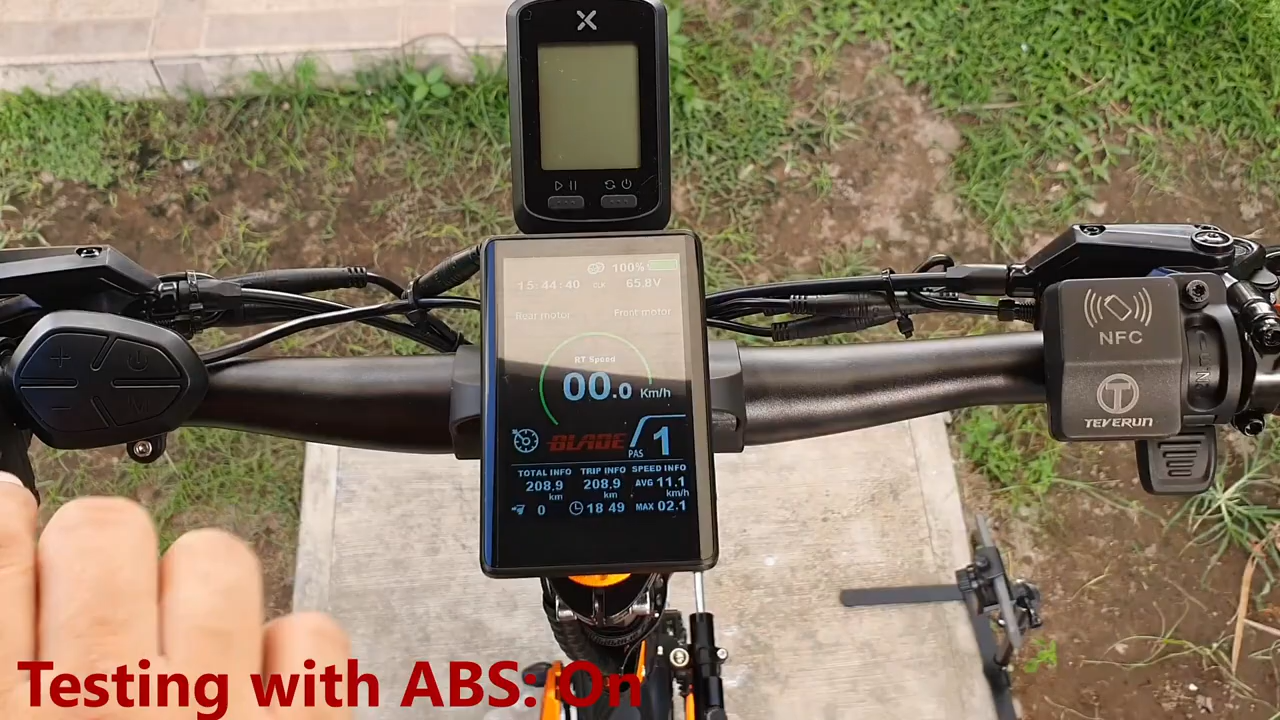 100%
15:44:40
CLK
65.8V
Rear motor
Front motor
RT Speed
00.0 Km/h
BLADE
PAS 1
TOTAL INFO
208.9
km
TRIP INFO
208.9
km
SPEED INFO
AVG 11.1
km/h
0
18 49
MAX 02.1
NFC
TEVERUN
Testing with ABS: On